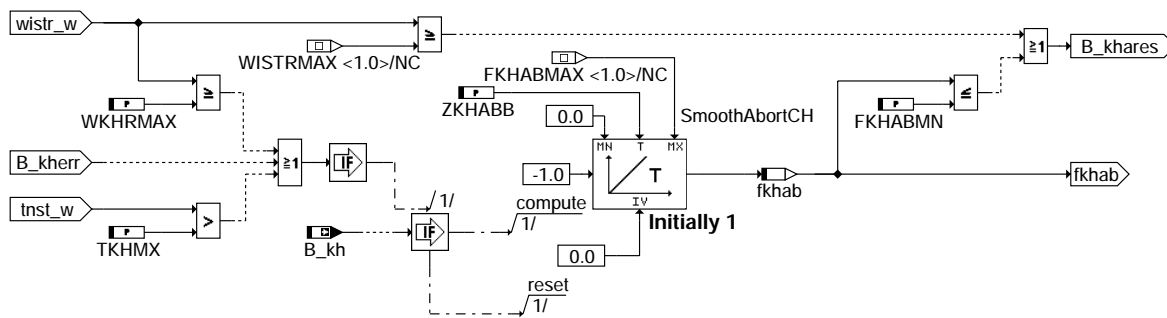 wistr_w
WISTRMAX <1.0>/NC
FKHABMAX <1.0>/NC
≧1
B_khares
P
WKHRMAX
P
ZKHABB
0.0
SmoothAbortCH
P
FKHABMN
B_kherr
≧1
IF
-1.0
MN T MX
T
IV
fkhab
fkhab
tnst_w
>
P
TKHMX
1/
compute
1/
IF
B_kh
Initially 1
0.0
reset
1/